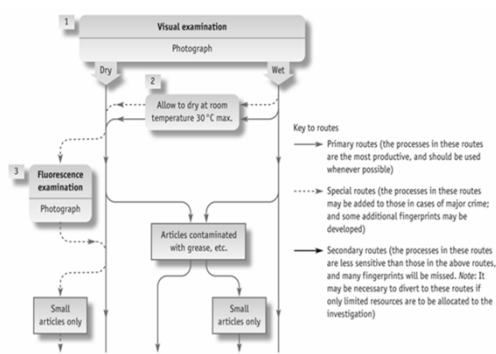 1
Visual examination
Photograph
Dry
Wet
2
Allow to dry at room
temperature 30°C max.
3
Fluorescence
examination
Photograph
Articles contaminated
with grease, etc.
Small
articles only
Small
articles only
Key to routes
Primary routes (the processes in these routes
are the most productive, and should be used
whenever possible)
Special routes (the processes in these routes
may be added to those in cases of major crime;
and some additional fingerprints may be
developed)
Secondary routes (the processes in these routes
are less sensitive than those in the above routes,
and many fingerprints will be missed. Note: It
may be necessary to divert to these routes if
only limited resources are to be allocated to the
investigation)